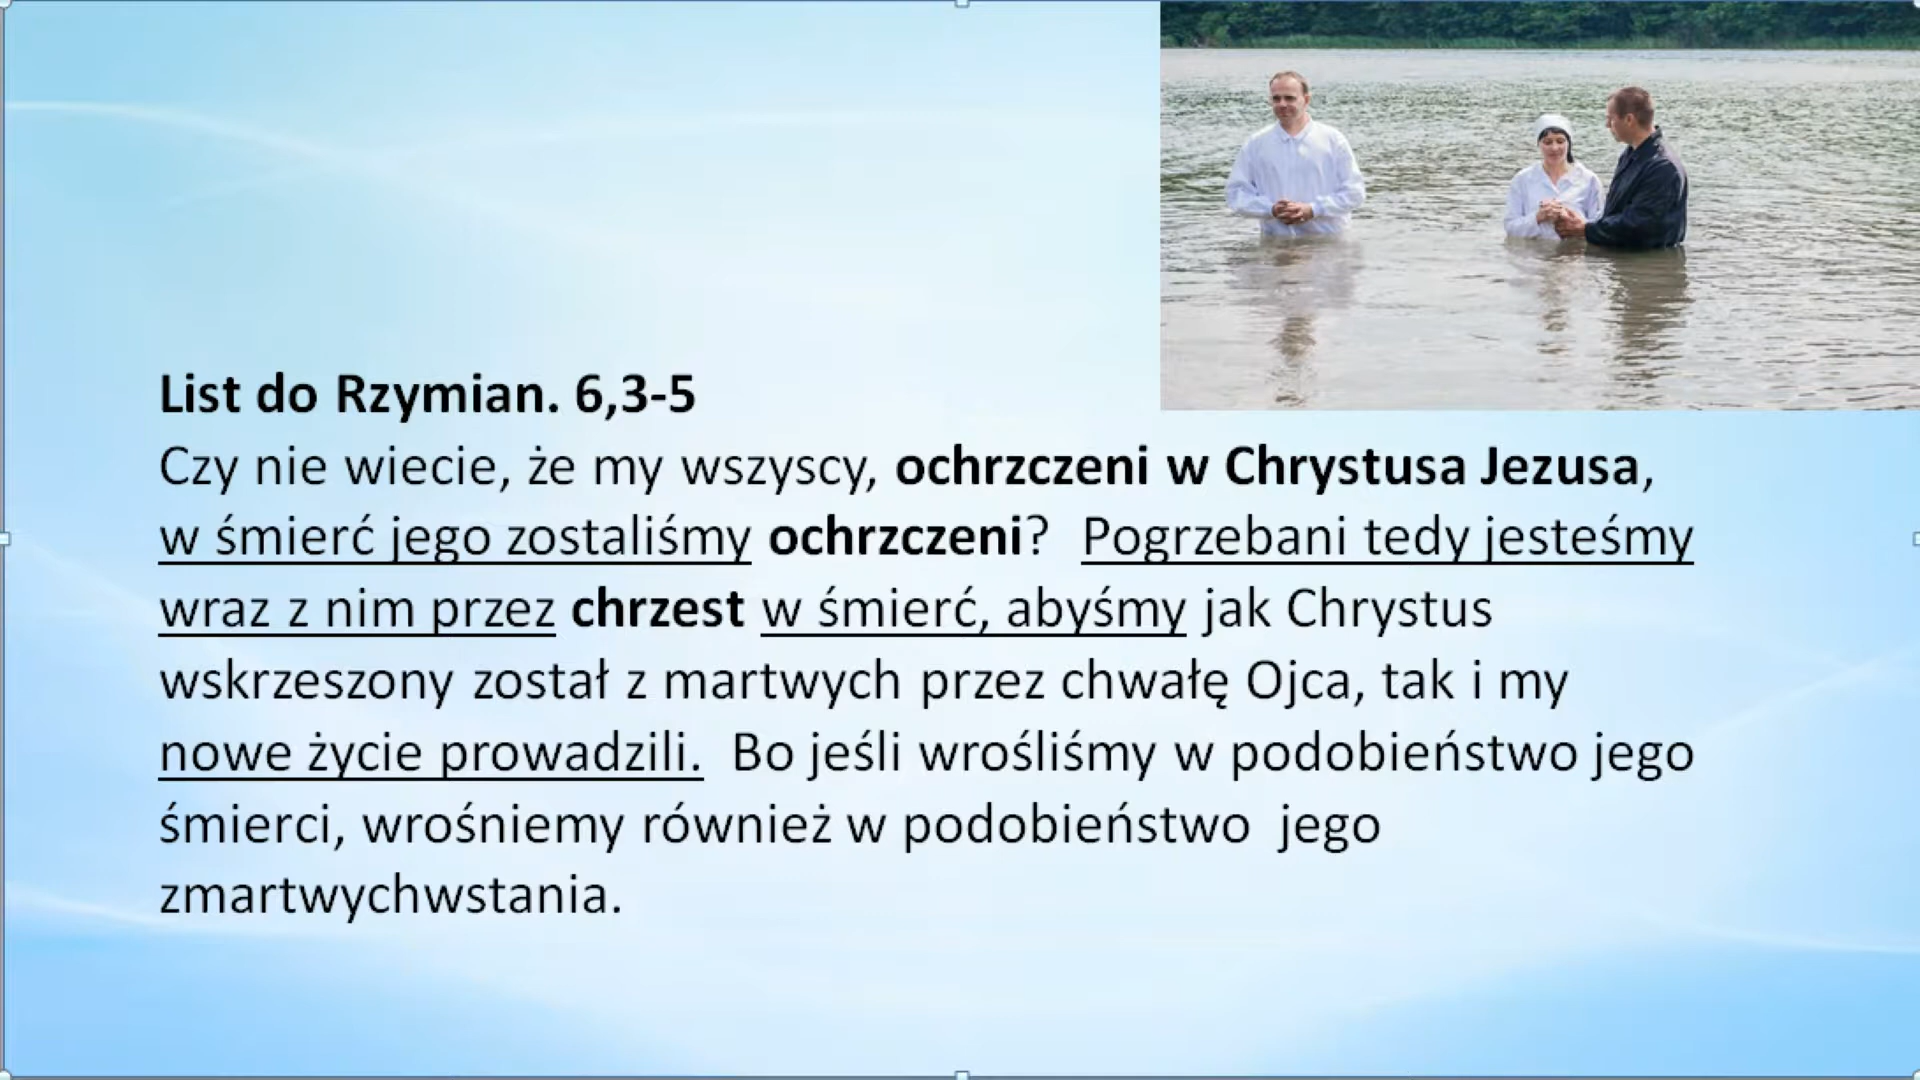 List do Rzymian. 6,3-5
Czy nie wiecie, że my wszyscy, ochrzczeni w Chrystusa Jezusa,
w śmierć jego zostaliśmy ochrzczeni? Pogrzebani tedy jesteśmy
wraz z nim przez chrzest w śmierć, abyśmy jak Chrystus
wskrzeszony został z martwych przez chwałę Ojca, tak i my
nowe życie prowadzili. Bo jeśli wrośliśmy w podobieństwo jego
śmierci, wrośniemy również w podobieństwo jego
zmartwychwstania.